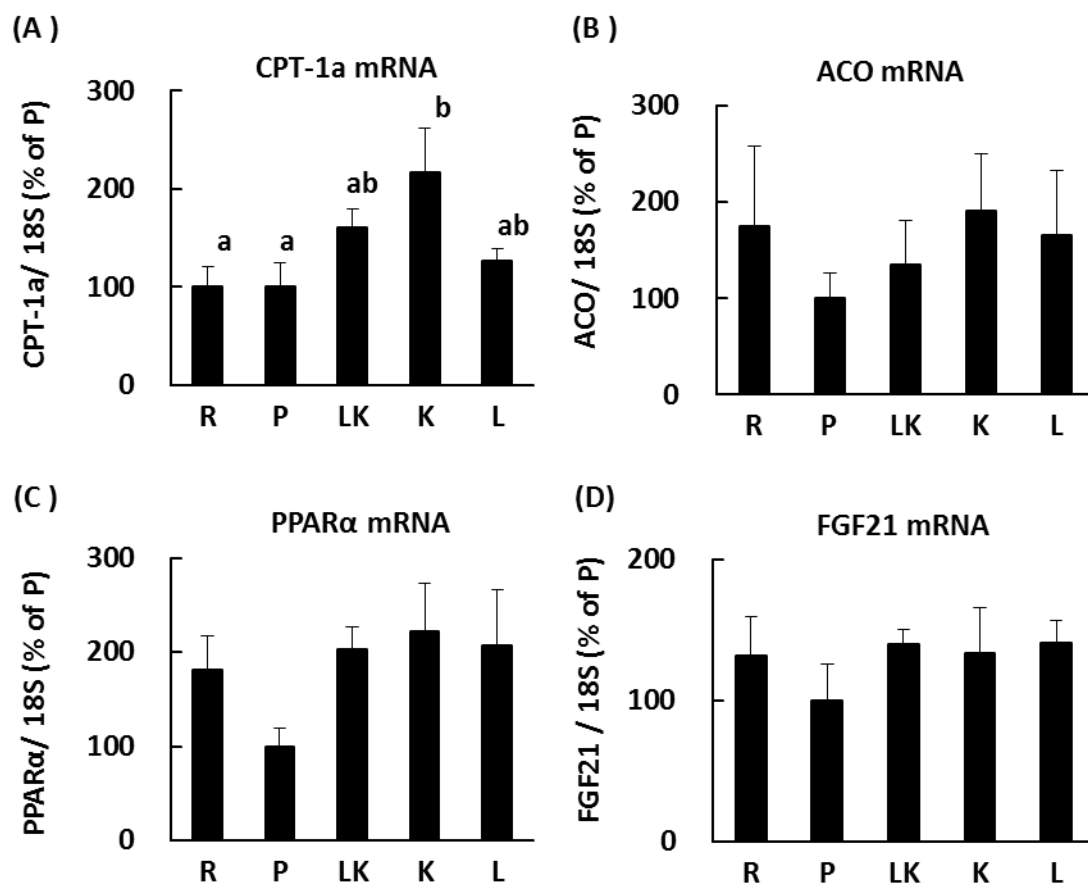 (A )
CPT-1a mRNA
CPT-1a/ 18S (% of P)
300
200
100
0
a
a
ab
b
ab
R P LK K L
(B )
ACO mRNA
ACO/ 18S (% of P)
300
200
100
0
R P LK K L
(C )
PPARα mRNA
PPARα/ 18S (% of P)
300
200
100
0
R P LK K L
(D)
FGF21 mRNA
FGF21 / 18S (% of P)
200
100
0
R P LK K L